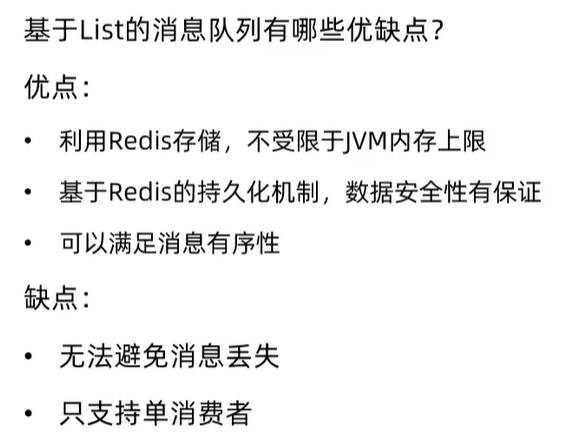 基于List的消息队列有哪些优缺点？
优点：
• 利用Redis存储，不受限于JVM内存上限
• 基于Redis的持久化机制，数据安全性有保证
• 可以满足消息有序性
缺点：
• 无法避免消息丢失
• 只支持单消费者